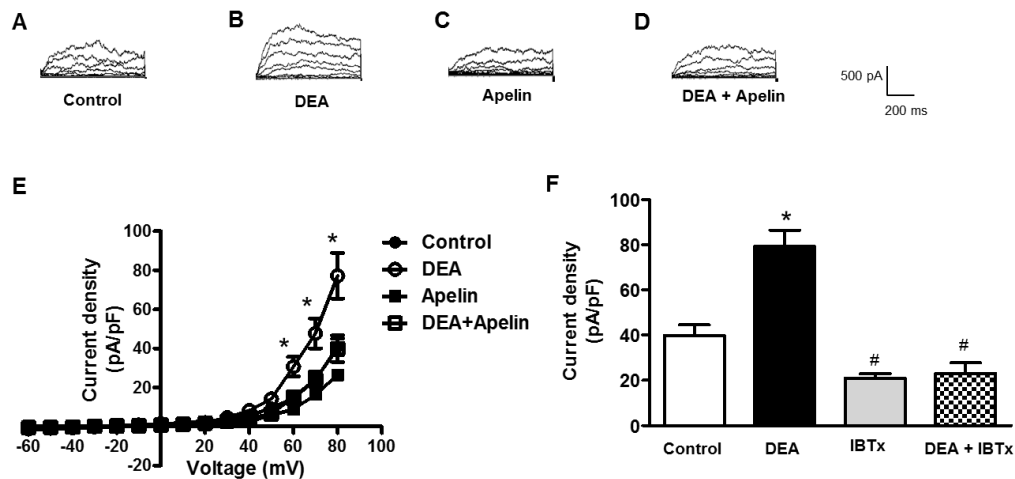 A
B
C
D
Control
DEA
Apelin
DEA + Apelin
500 pA
200 ms
E
Current density
(pA/pF)
100
80
60
40
20
-20
-60
-40
-20
0
20
40
60
80
100
Voltage (mV)
*
*
*
Control
DEA
Apelin
DEA+Apelin
F
Current density
(pA/pF)
100
80
60
40
20
0
*
#
#
Control
DEA
IBTx
DEA + IBTx